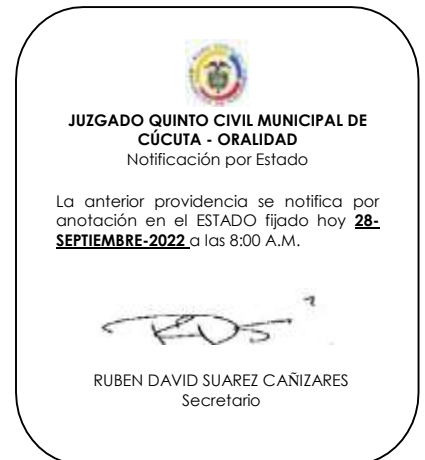 JUZGADO QUINTO CIVIL MUNICIPAL DE
CÚCUTA - ORALIDAD
Notificación por Estado
La anterior providencia se notifica por
anotación en el ESTADO fijado hoy 28-
SEPTIEMBRE-2022 a las 8:00 A.M.
RDS
RUBEN DAVID SUAREZ CAÑIZARES
Secretario